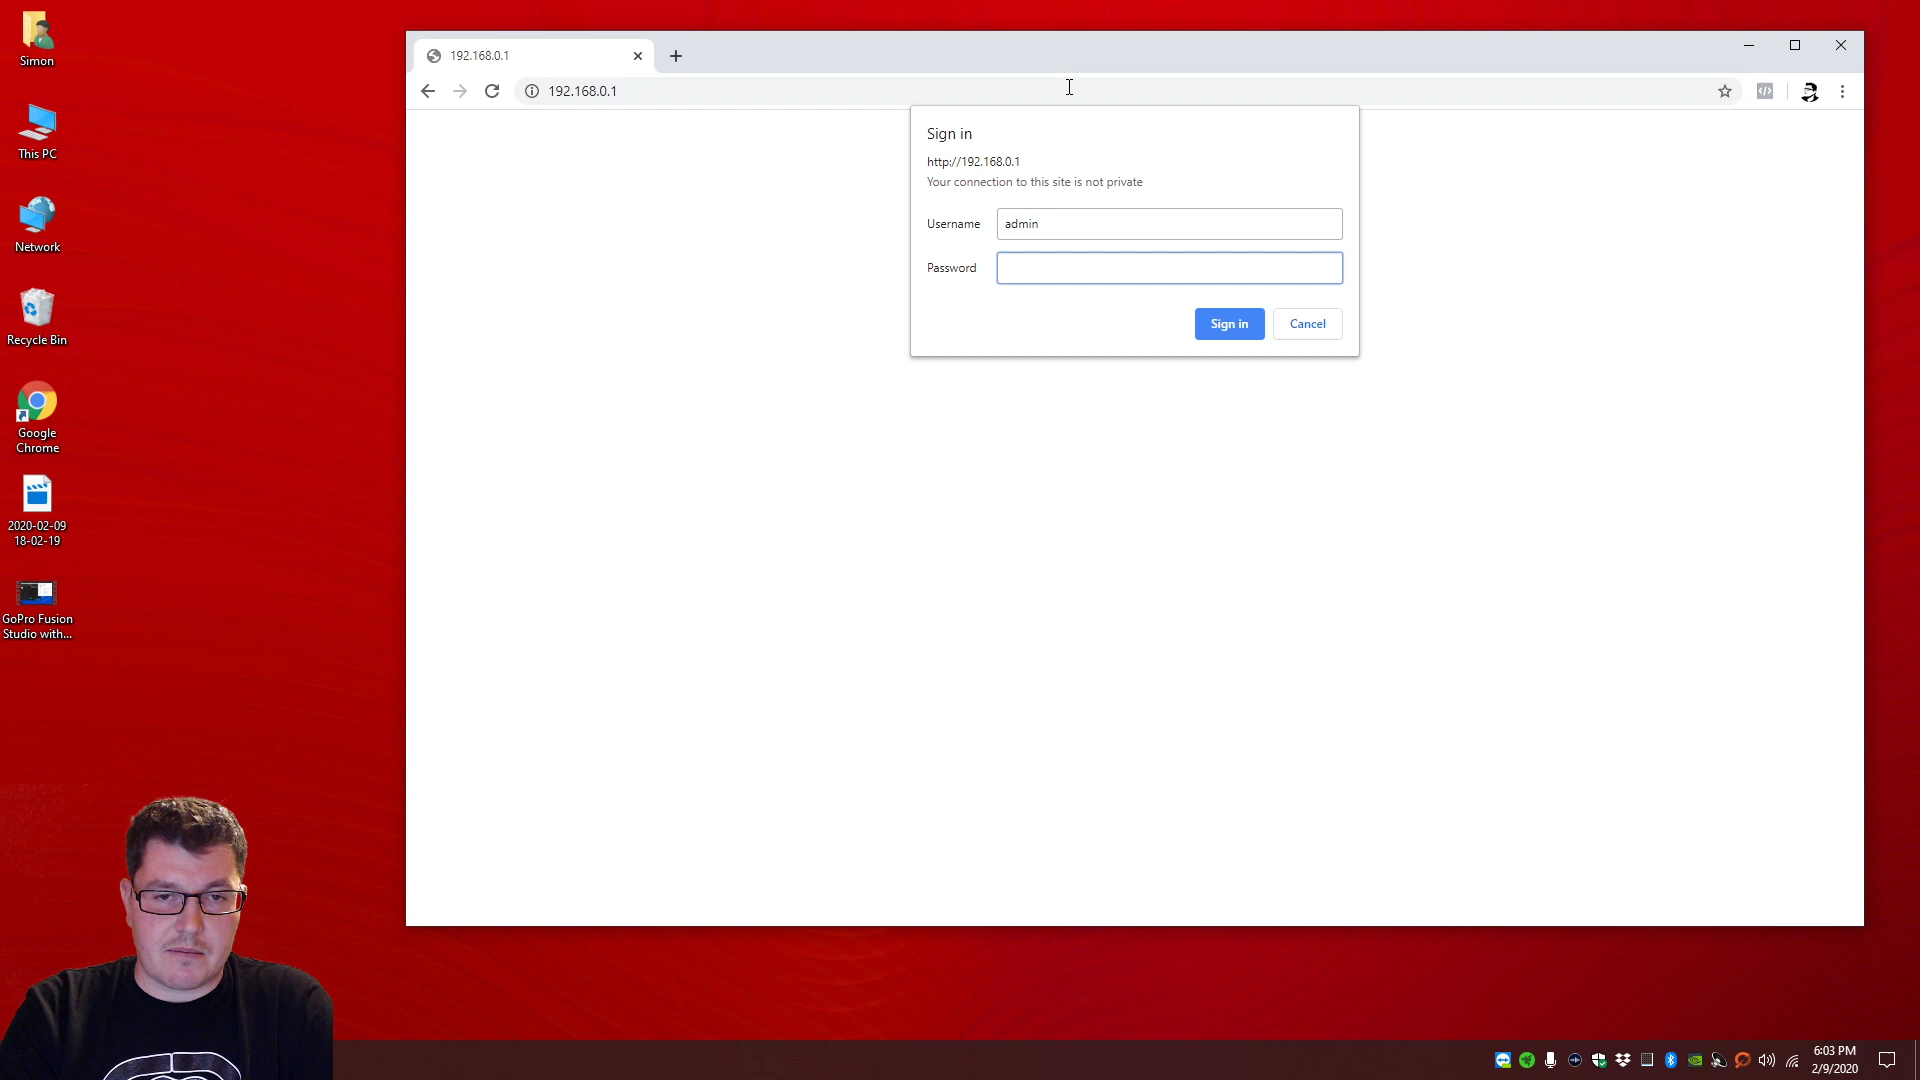 Simon
This PC
Network
Recycle Bin
Google
Chrome
2020-02-09
18-02-19
GoPro Fusion
Studio with...
192.168.0.1
192.168.0.1
Sign in
http://192.168.0.1
Your connection to this site is not private
Username
admin
Password
Sign in
Cancel
6:03 PM
2/9/2020